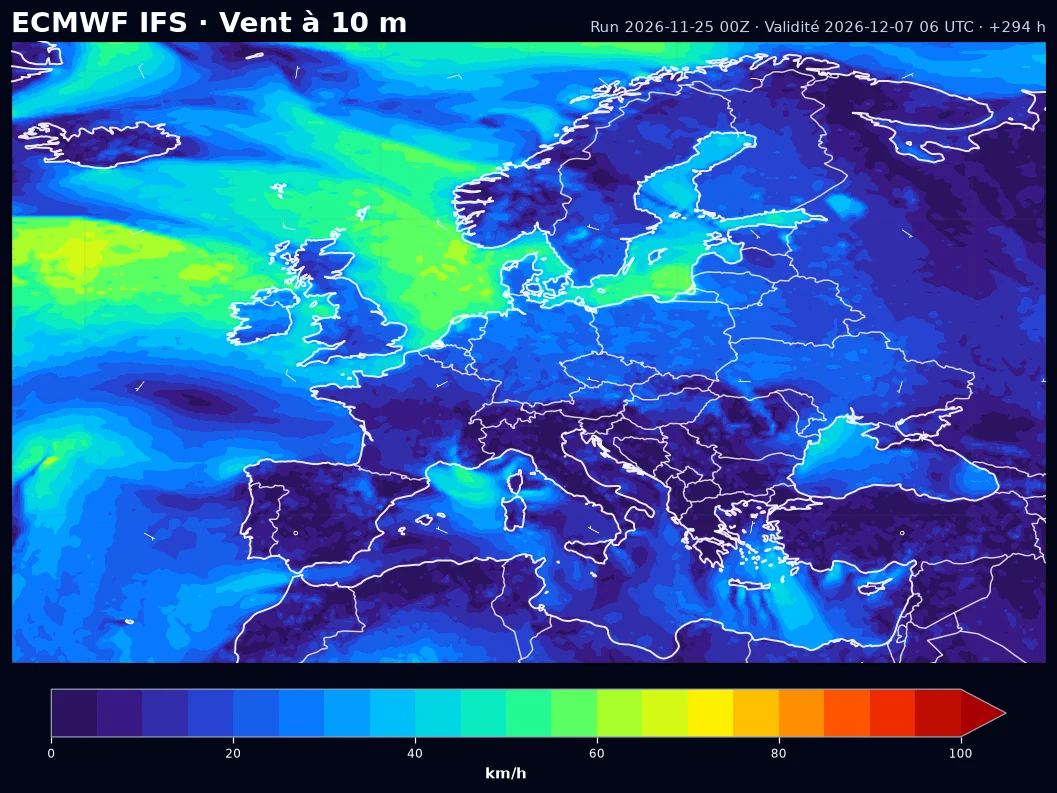 ECMWF IFS · Vent à 10 m
Run 2026-11-25 00Z · Validité 2026-12-07 06 UTC · +294 h
0 20 40 60 80 100
km/h